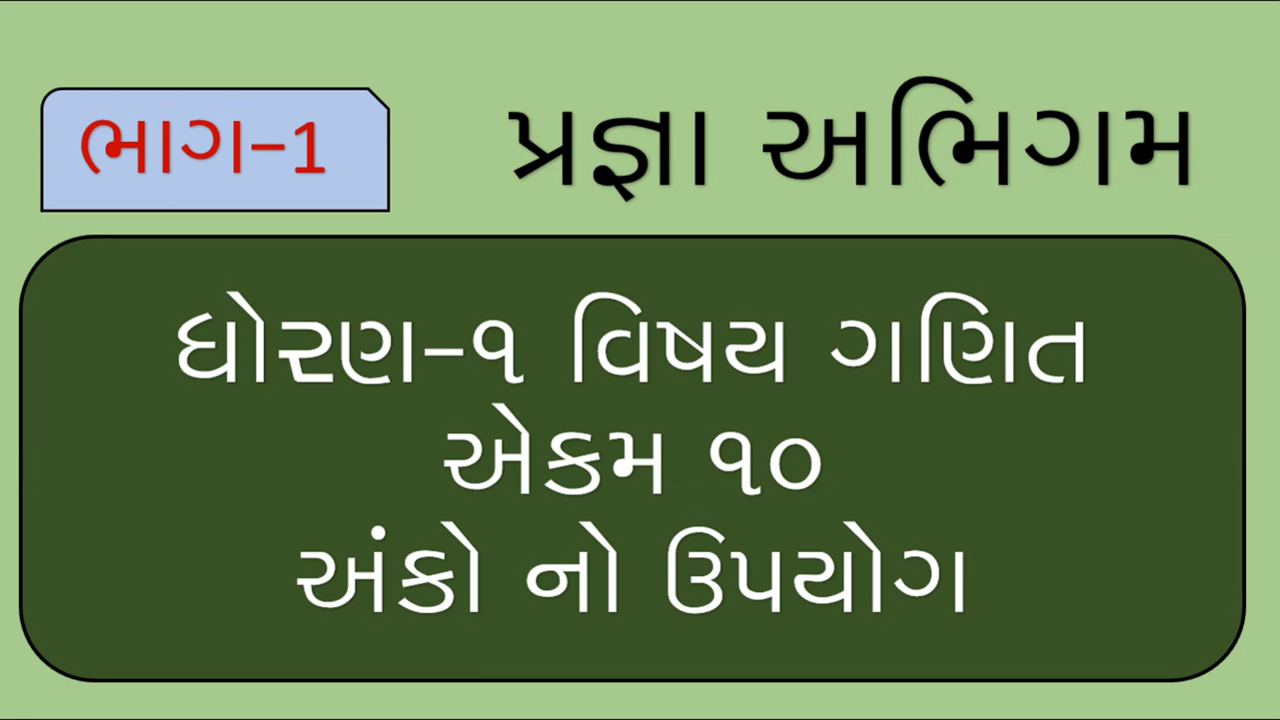 ભાગ-1
પ્રજ્ઞા અભિગમ
ધોરણ-૧ વિષય ગણિત
એકમ ૧૦
અંકો નો ઉપયોગ